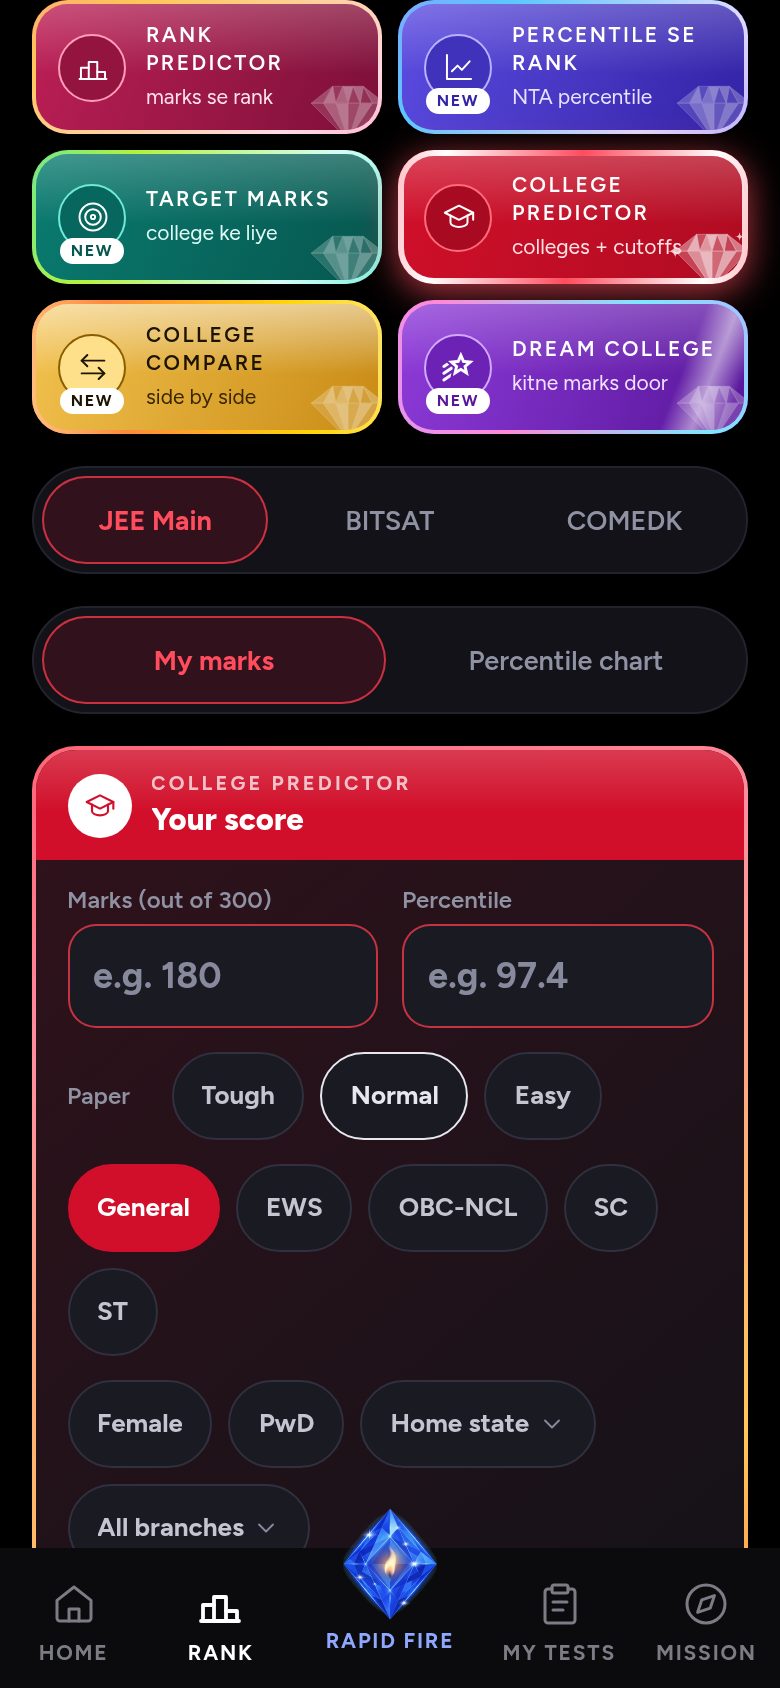 RANK
PREDICTOR
marks se rank
PERCENTILE SE
RANK
NTA percentile
NEW
TARGET MARKS
college ke liye
NEW
COLLEGE
PREDICTOR
colleges + cutoffs
COLLEGE
COMPARE
side by side
NEW
DREAM COLLEGE
kitne marks door
NEW
JEE Main
BITSAT
COMEDK
My marks
Percentile chart
COLLEGE PREDICTOR
Your score
Marks (out of 300)
Percentile
e.g. 180
e.g. 97.4
Paper
Tough
Normal
Easy
General
EWS
OBC-NCL
SC
ST
Female
PwD
Home state
All branches
HOME
RANK
RAPID FIRE
MY TESTS
MISSION